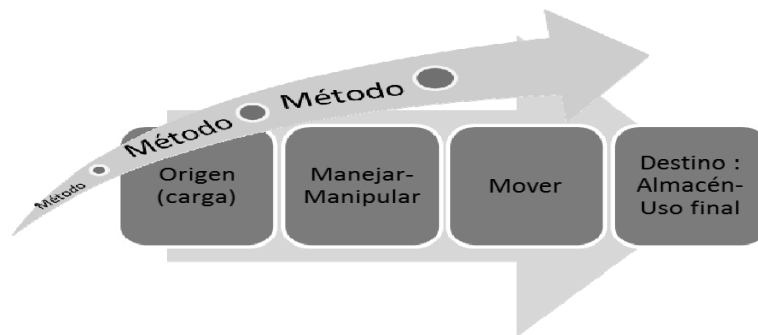 Método
Método
Método
Origen
(carga)
Manejar-
Manipular
Mover
Destino :
Almacén-
Uso final